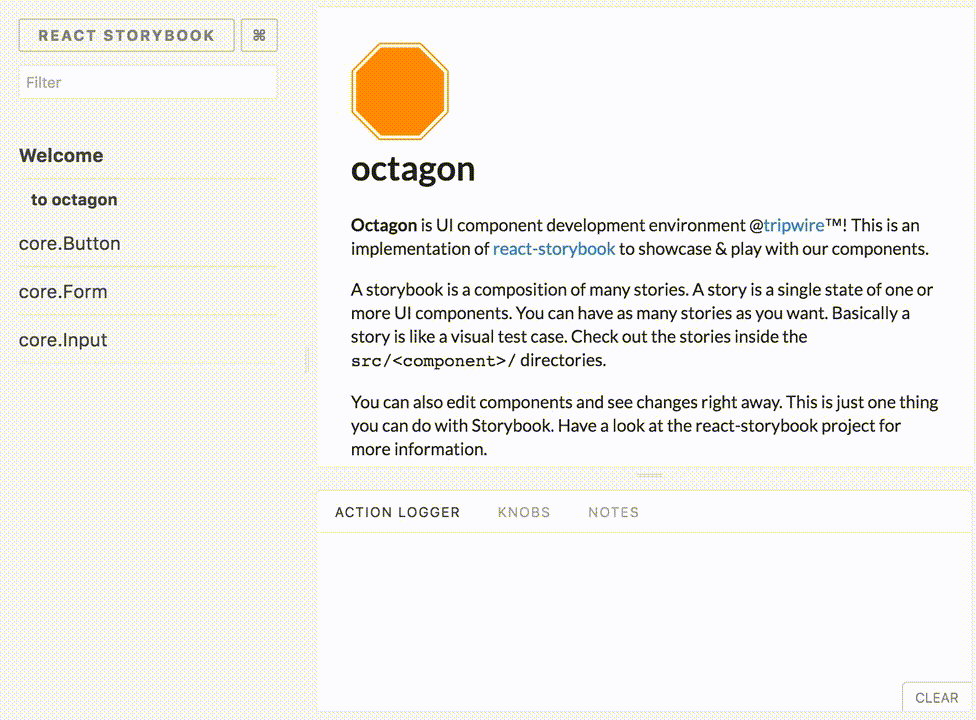 REACT STORYBOOK
⌘
Filter
Welcome
to octagon
core.Button
core.Form
core.Input
octagon
Octagon is UI component development environment @tripwire™! This is an
implementation of react-storybook to showcase & play with our components.
A storybook is a composition of many stories. A story is a single state of one or
more UI components. You can have as many stories as you want. Basically a
story is like a visual test case. Check out the stories inside the
src/<component>/ directories.
You can also edit components and see changes right away. This is just one thing
you can do with Storybook. Have a look at the react-storybook project for
more information.
ACTION LOGGER
KNOBS
NOTES
CLEAR